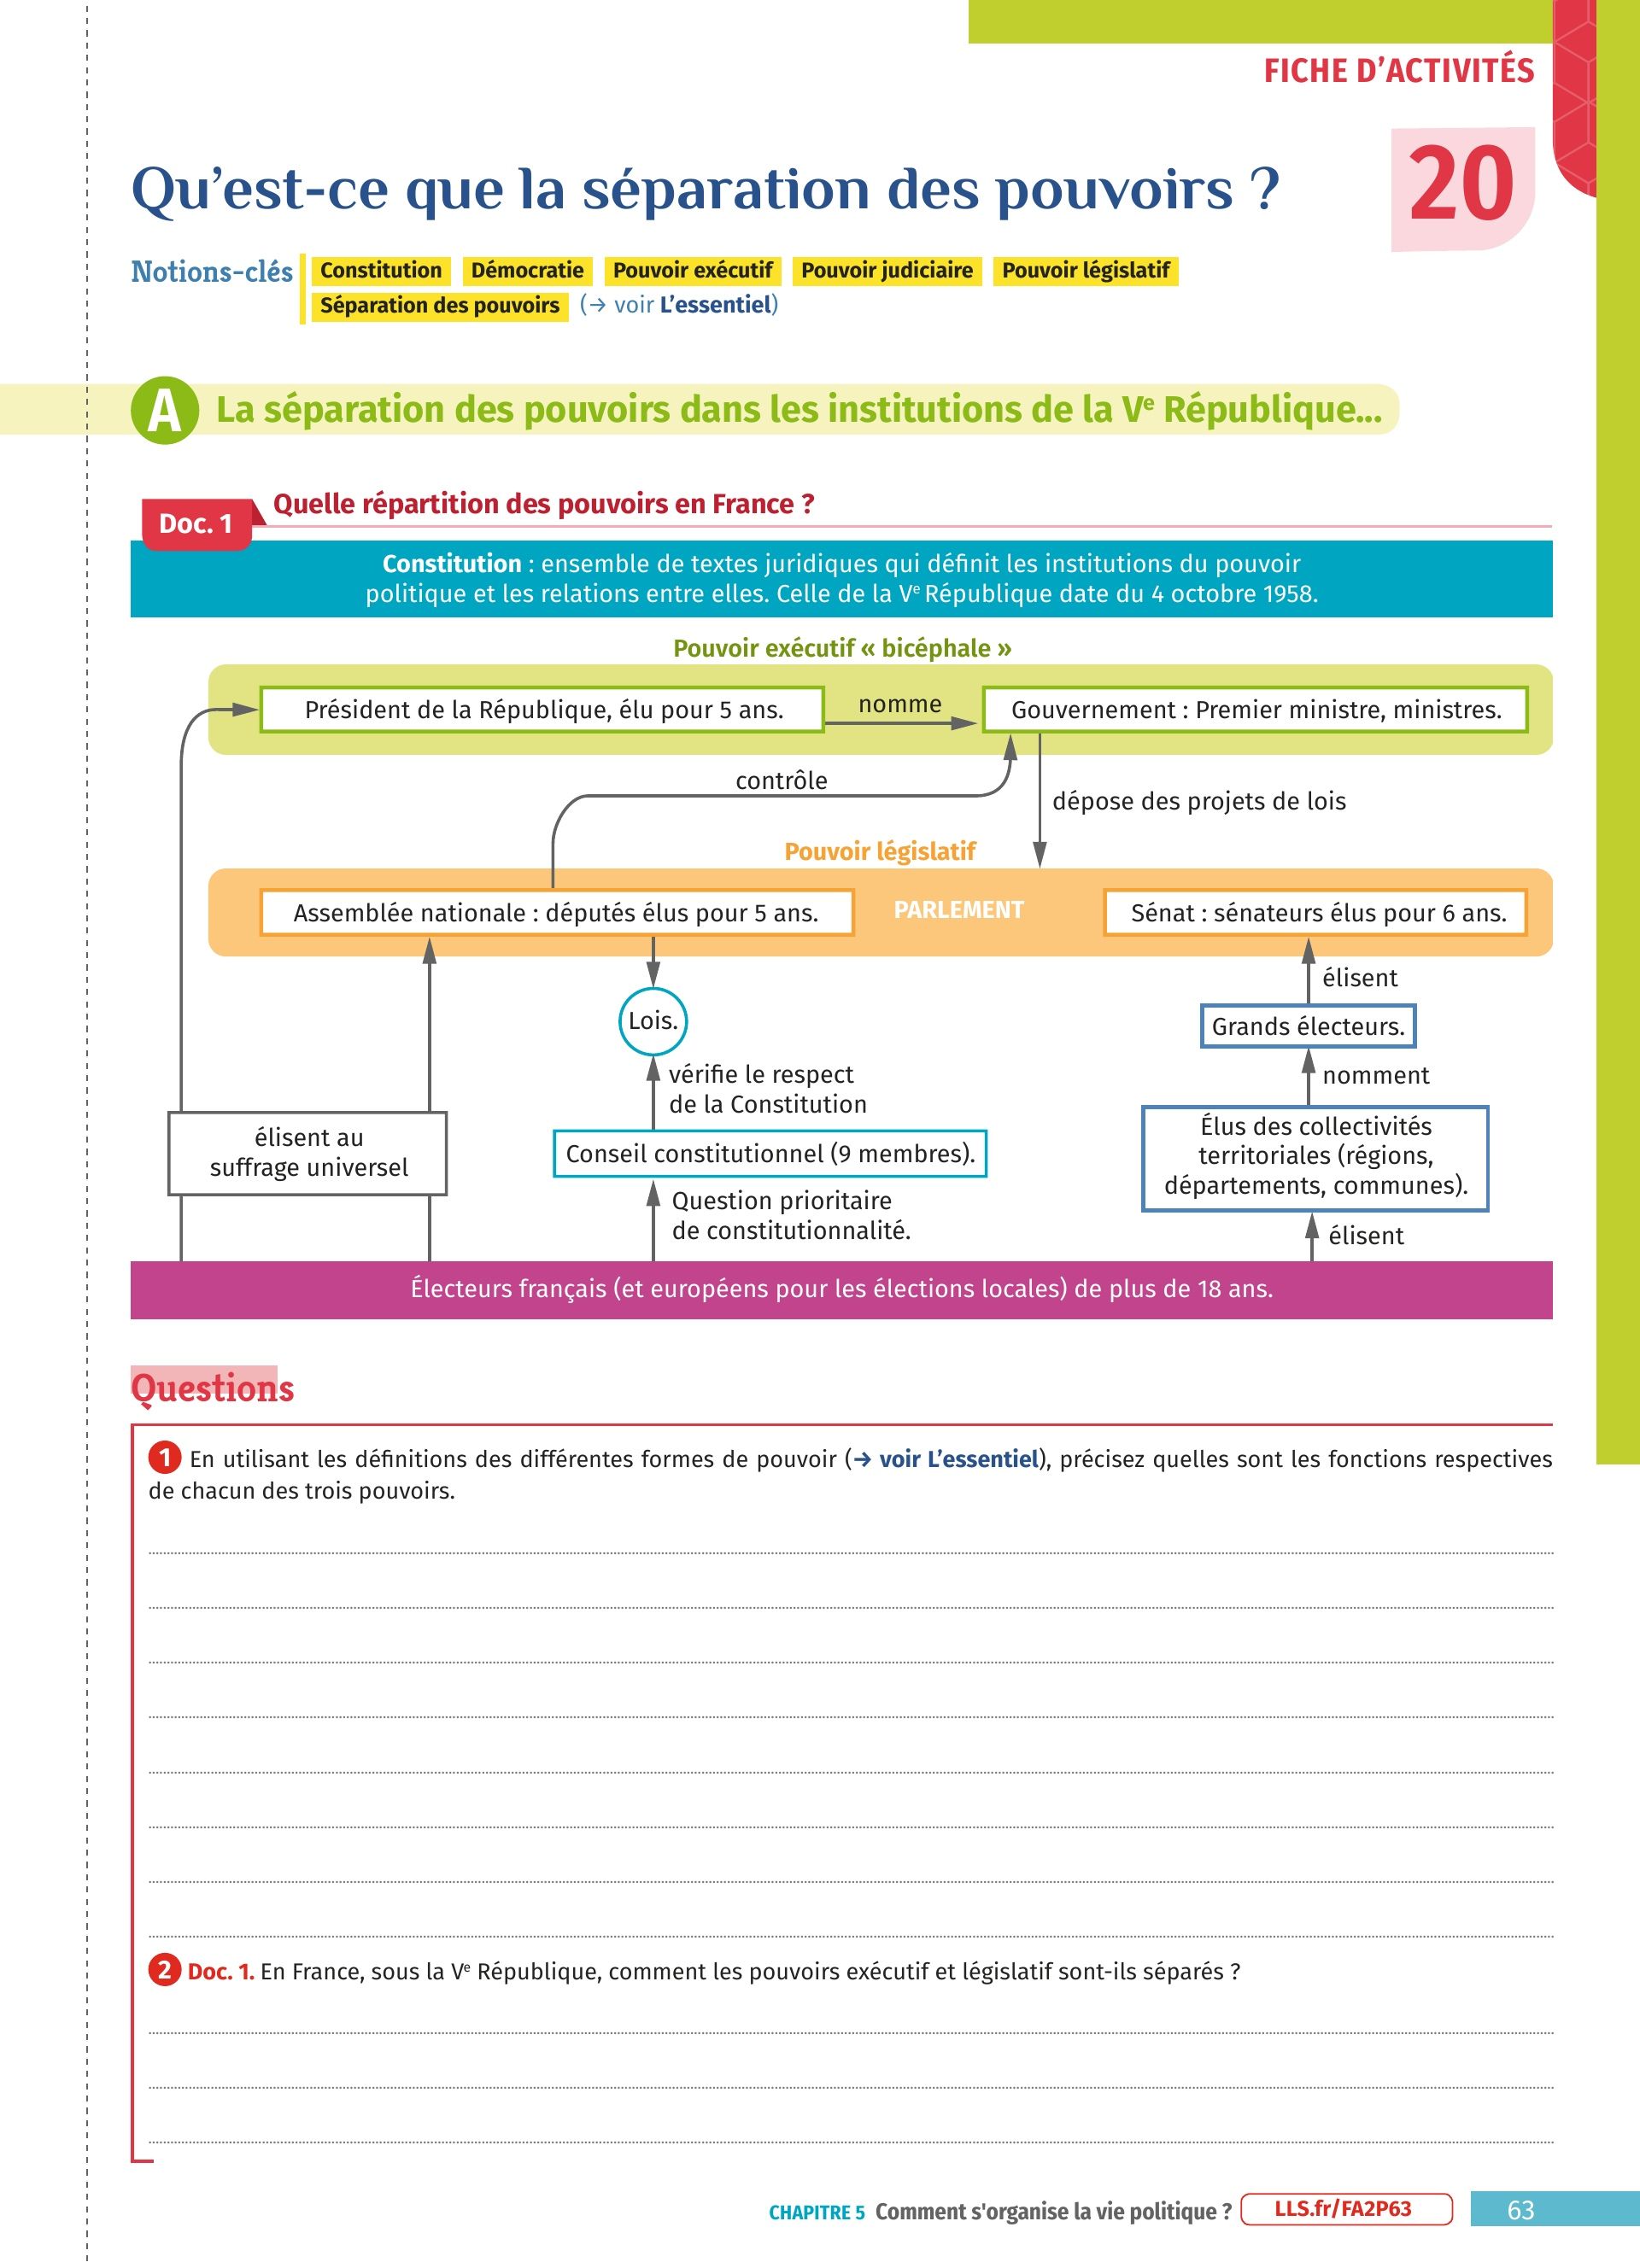 FICHE D’ACTIVITÉS
20
Qu’est-ce que la séparation des pouvoirs ?
Notions-clés
Constitution Démocratie Pouvoir exécutif Pouvoir judiciaire Pouvoir législatif
Séparation des pouvoirs (→ voir L’essentiel)
A La séparation des pouvoirs dans les institutions de la Ve République...
Doc. 1 Quelle répartition des pouvoirs en France ?
Constitution : ensemble de textes juridiques qui définit les institutions du pouvoir
politique et les relations entre elles. Celle de la Ve République date du 4 octobre 1958.
Pouvoir exécutif « bicéphale »
Président de la République, élu pour 5 ans.
nomme
Gouvernement : Premier ministre, ministres.
contrôle
dépose des projets de lois
Pouvoir législatif
Assemblée nationale : députés élus pour 5 ans.
PARLEMENT
Sénat : sénateurs élus pour 6 ans.
élisent
Lois.
Grands électeurs.
vérifie le respect
de la Constitution
nomment
élisent au
suffrage universel
Conseil constitutionnel (9 membres).
Élus des collectivités
territoriales (régions,
départements, communes).
Question prioritaire
de constitutionnalité.
élisent
Électeurs français (et européens pour les élections locales) de plus de 18 ans.
Questions
1 En utilisant les définitions des différentes formes de pouvoir (→ voir L’essentiel), précisez quelles sont les fonctions respectives
de chacun des trois pouvoirs.
2 Doc. 1. En France, sous la Ve République, comment les pouvoirs exécutif et législatif sont-ils séparés ?
CHAPITRE 5 Comment s'organise la vie politique ? LLS.fr/FA2P63 63